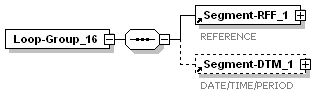 Segment-RFF_1
REFERENCE
Loop-Group_16
Segment-DTM_1
DATE/TIME/PERIOD